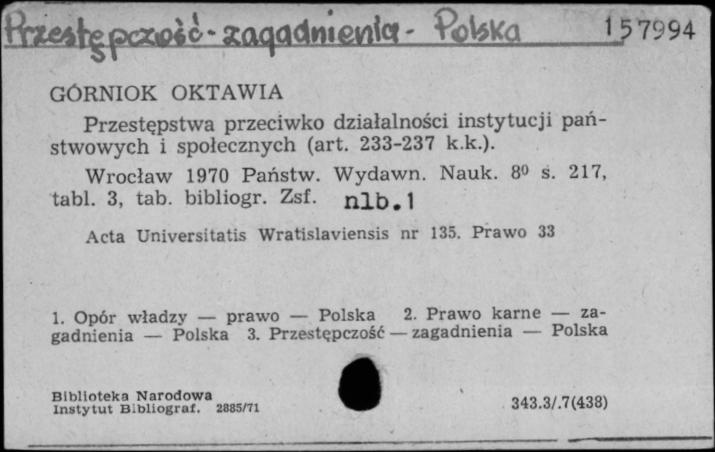 Przestępczość - zagadnienia - Polska 157994
GÓRNIOK OKTAWIA
Przestępstwa przeciwko działalności instytucji pań-
stwowych i społecznych (art. 233-237 k.k.).
Wrocław 1970 Państw. Wydawn. Nauk. 8⁰ s. 217,
tabl. 3, tab. bibliogr. Zsf. nlb. 1
Acta Universitatis Wratislaviensis nr 135. Prawo 33
1. Opór władzy — prawo — Polska 2. Prawo karne — za-
gadnienia — Polska 3. Przestępczość — zagadnienia — Polska
Biblioteka Narodowa
Instytut Bibliograf. 2885/71
343.3/.7(438)